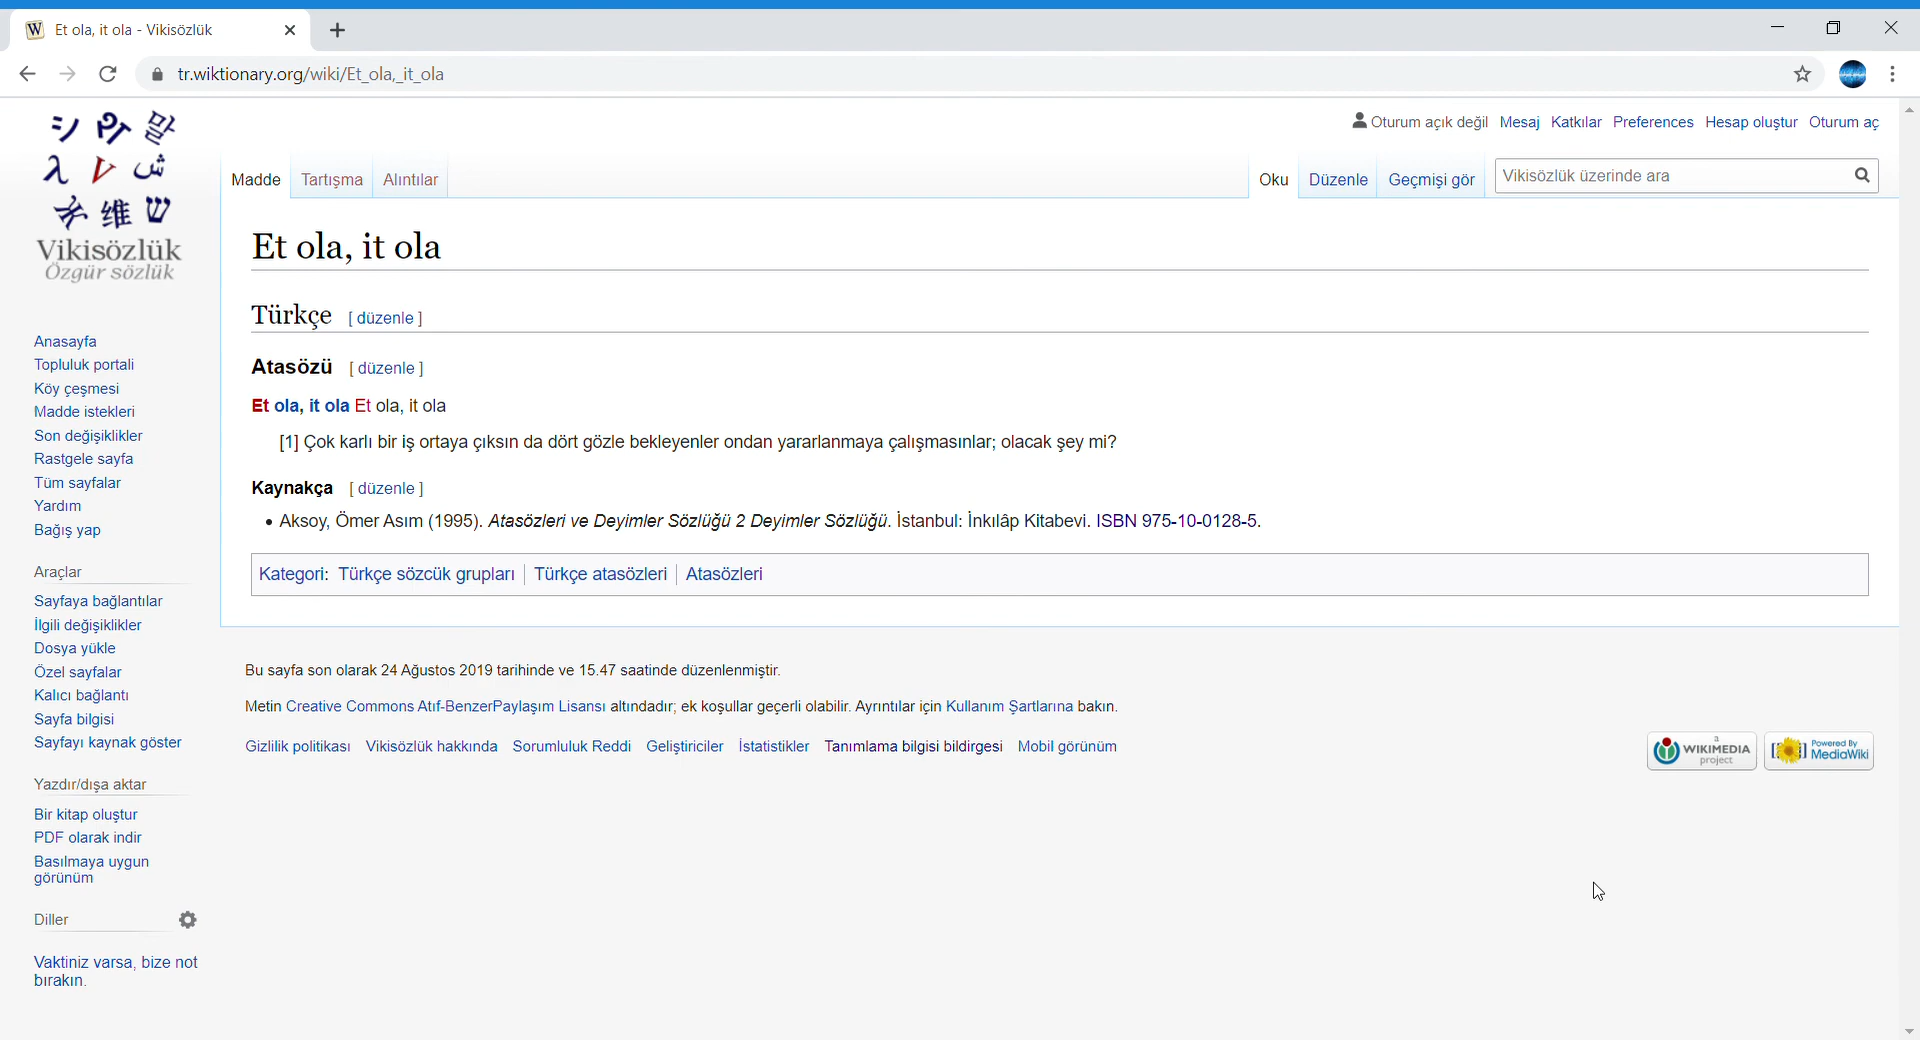 Et ola, it ola - Vikisözlük
tr.wiktionary.org/wiki/Et_ola,_it_ola
Oturum açık değil Mesaj Katkılar Preferences Hesap oluştur Oturum aç
Madde Tartışma Alıntılar Oku Düzenle Geçmişi gör Vikisözlük üzerinde ara
シ 말
λ ش
维 ש
Vikisözlük
Özgür sözlük
Et ola, it ola
Türkçe [ düzenle ]
Atasözü [ düzenle ]
Et ola, it ola Et ola, it ola
[1] Çok karlı bir iş ortaya çıksın da dört gözle bekleyenler ondan yararlanmaya çalışmasınlar; olacak şey mi?
Kaynakça [ düzenle ]
• Aksoy, Ömer Asım (1995). Atasözleri ve Deyimler Sözlüğü 2 Deyimler Sözlüğü. İstanbul: İnkılâp Kitabevi. ISBN 975-10-0128-5.
Kategori: Türkçe sözcük grupları Türkçe atasözleri Atasözleri
Bu sayfa son olarak 24 Ağustos 2019 tarihinde ve 15.47 saatinde düzenlenmiştir.
Metin Creative Commons Atıf-BenzerPaylaşım Lisansı altındadır; ek koşullar geçerli olabilir. Ayrıntılar için Kullanım Şartlarına bakın.
Gizlilik politikası Vikisözlük hakkında Sorumluluk Reddi Geliştiriciler İstatistikler Tanımlama bilgisi bildirgesi Mobil görünüm
a
WIKIMEDIA
project
Powered By
MediaWiki
Anasayfa
Topluluk portali
Köy çeşmesi
Madde istekleri
Son değişiklikler
Rastgele sayfa
Tüm sayfalar
Yardım
Bağış yap
Araçlar
Sayfaya bağlantılar
İlgili değişiklikler
Dosya yükle
Özel sayfalar
Kalıcı bağlantı
Sayfa bilgisi
Sayfayı kaynak göster
Yazdır/dışa aktar
Bir kitap oluştur
PDF olarak indir
Basılmaya uygun
görünüm
Diller
Vaktiniz varsa, bize not
bırakın.